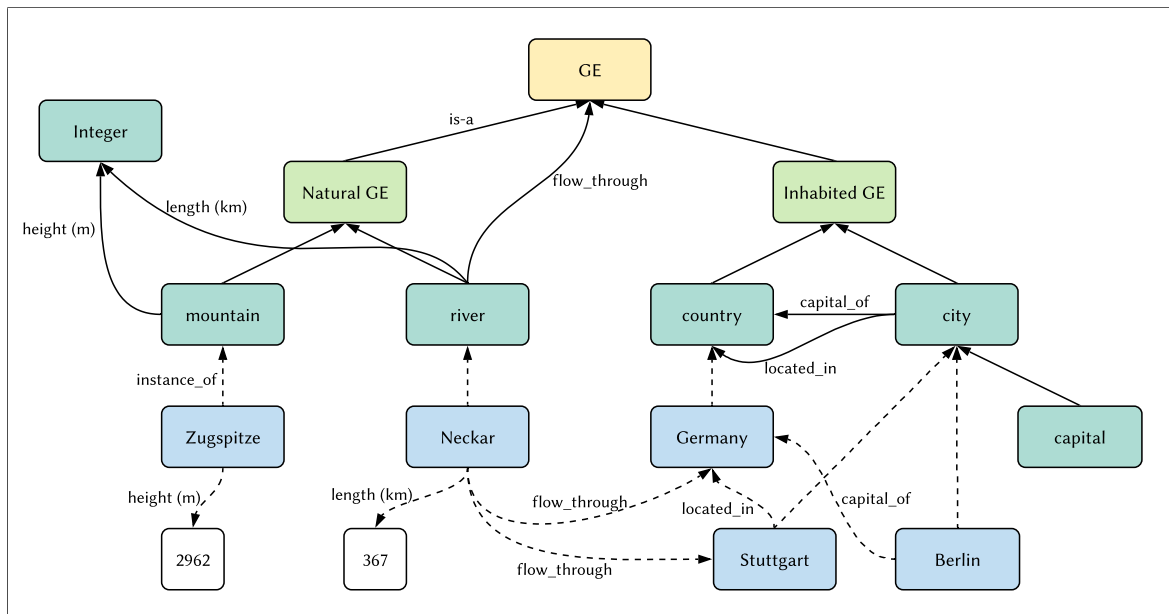 GE
Integer
is-a
Natural GE
flow_through
Inhabited GE
length (km)
height (m)
mountain
river
country
capital_of
city
located_in
instance_of
Zugspitze
Neckar
Germany
capital
height (m)
length (km)
flow_through
located_in
capital_of
2962
367
flow_through
Stuttgart
Berlin